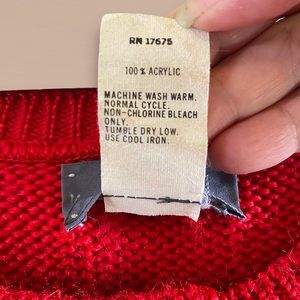 RN 17675
100% ACRYLIC
MACHINE WASH WARM.
NORMAL CYCLE.
NON-CHLORINE BLEACH
ONLY.
TUMBLE DRY LOW.
USE COOL IRON.